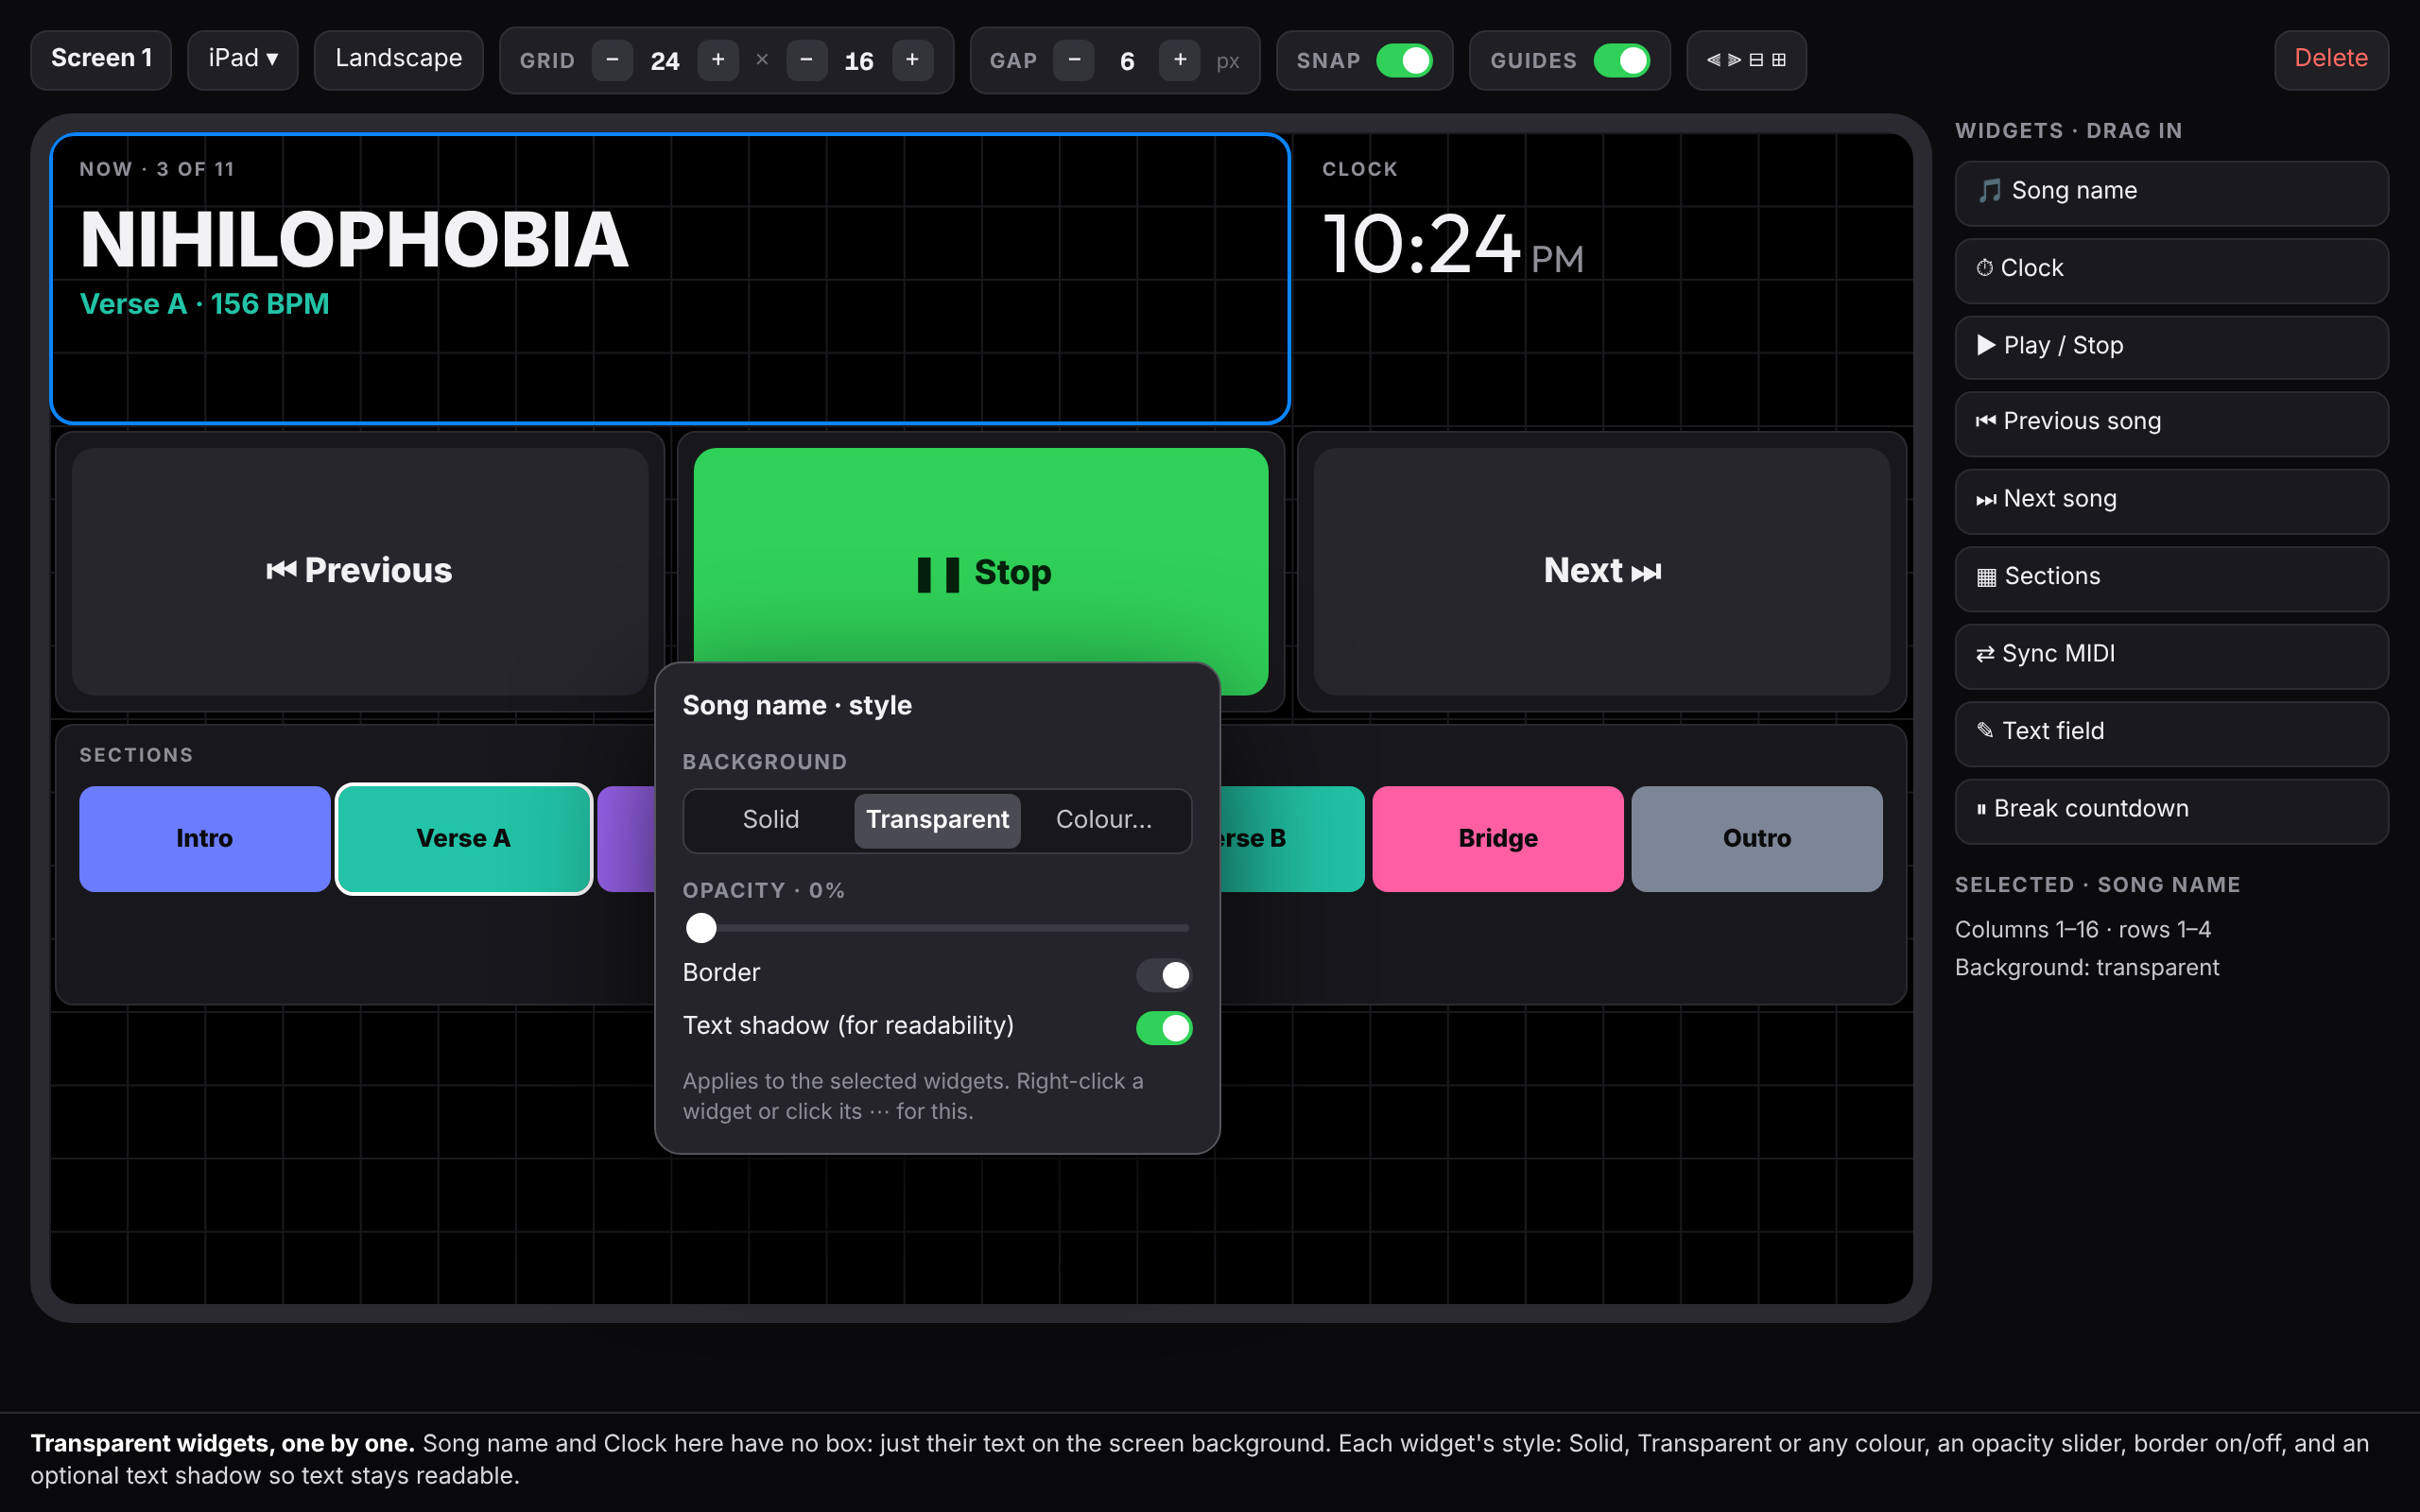 Screen 1
iPad ▾
Landscape
GRID − 24 + × − 16 +
GAP − 6 + px
SNAP
GUIDES
Delete
NOW · 3 OF 11
NIHILOPHOBIA
Verse A · 156 BPM
CLOCK
10:24 PM
⏮ Previous
❚❚ Stop
Next ⏭
SECTIONS
Intro
Verse A
erse B
Bridge
Outro
Song name · style
BACKGROUND
Solid
Transparent
Colour...
OPACITY · 0%
Border
Text shadow (for readability)
Applies to the selected widgets. Right-click a
widget or click its ··· for this.
WIDGETS · DRAG IN
🎵 Song name
⏱ Clock
▶ Play / Stop
⏮ Previous song
⏭ Next song
▦ Sections
⇄ Sync MIDI
✎ Text field
⏸ Break countdown
SELECTED · SONG NAME
Columns 1–16 · rows 1–4
Background: transparent
Transparent widgets, one by one. Song name and Clock here have no box: just their text on the screen background. Each widget's style: Solid, Transparent or any colour, an opacity slider, border on/off, and an
optional text shadow so text stays readable.